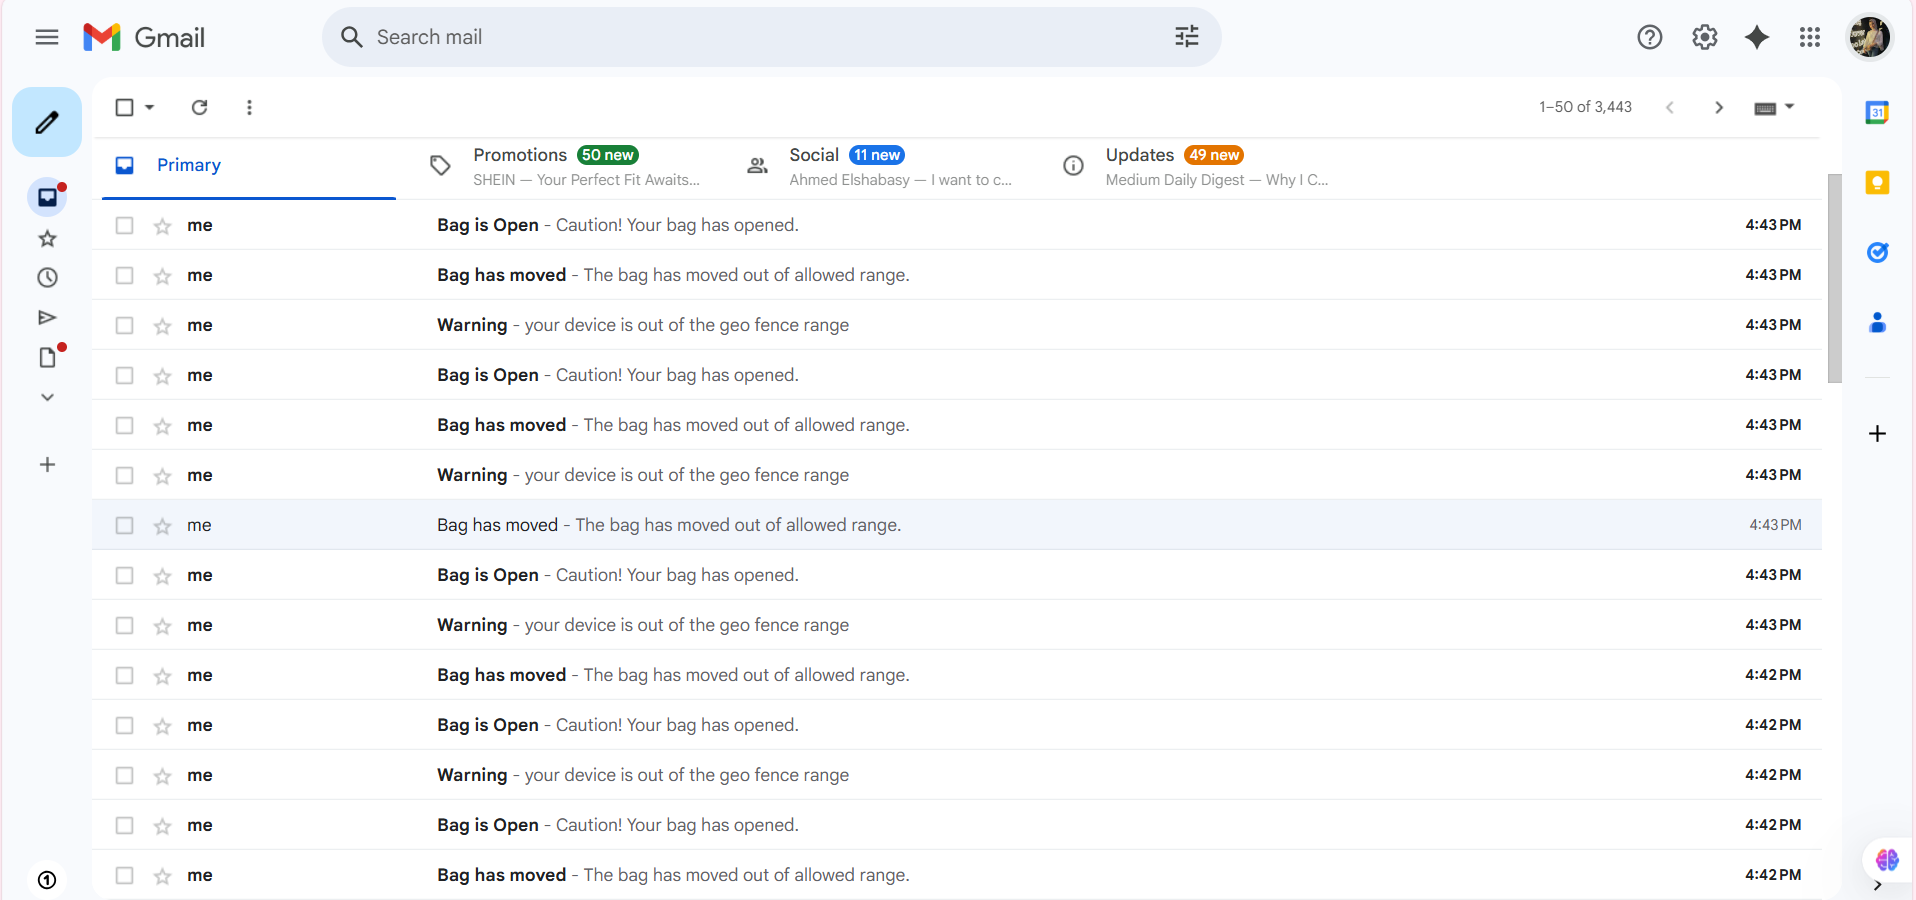 Gmail
Search mail
1–50 of 3,443
Primary
Promotions 50 new
SHEIN — Your Perfect Fit Awaits...
Social 11 new
Ahmed Elshabasy — I want to c...
Updates 49 new
Medium Daily Digest — Why I C...
31
me Bag is Open - Caution! Your bag has opened. 4:43 PM
me Bag has moved - The bag has moved out of allowed range. 4:43 PM
me Warning - your device is out of the geo fence range 4:43 PM
me Bag is Open - Caution! Your bag has opened. 4:43 PM
me Bag has moved - The bag has moved out of allowed range. 4:43 PM
me Warning - your device is out of the geo fence range 4:43 PM
me Bag has moved - The bag has moved out of allowed range. 4:43 PM
me Bag is Open - Caution! Your bag has opened. 4:43 PM
me Warning - your device is out of the geo fence range 4:43 PM
me Bag has moved - The bag has moved out of allowed range. 4:42 PM
me Bag is Open - Caution! Your bag has opened. 4:42 PM
me Warning - your device is out of the geo fence range 4:42 PM
me Bag is Open - Caution! Your bag has opened. 4:42 PM
me Bag has moved - The bag has moved out of allowed range. 4:42 PM